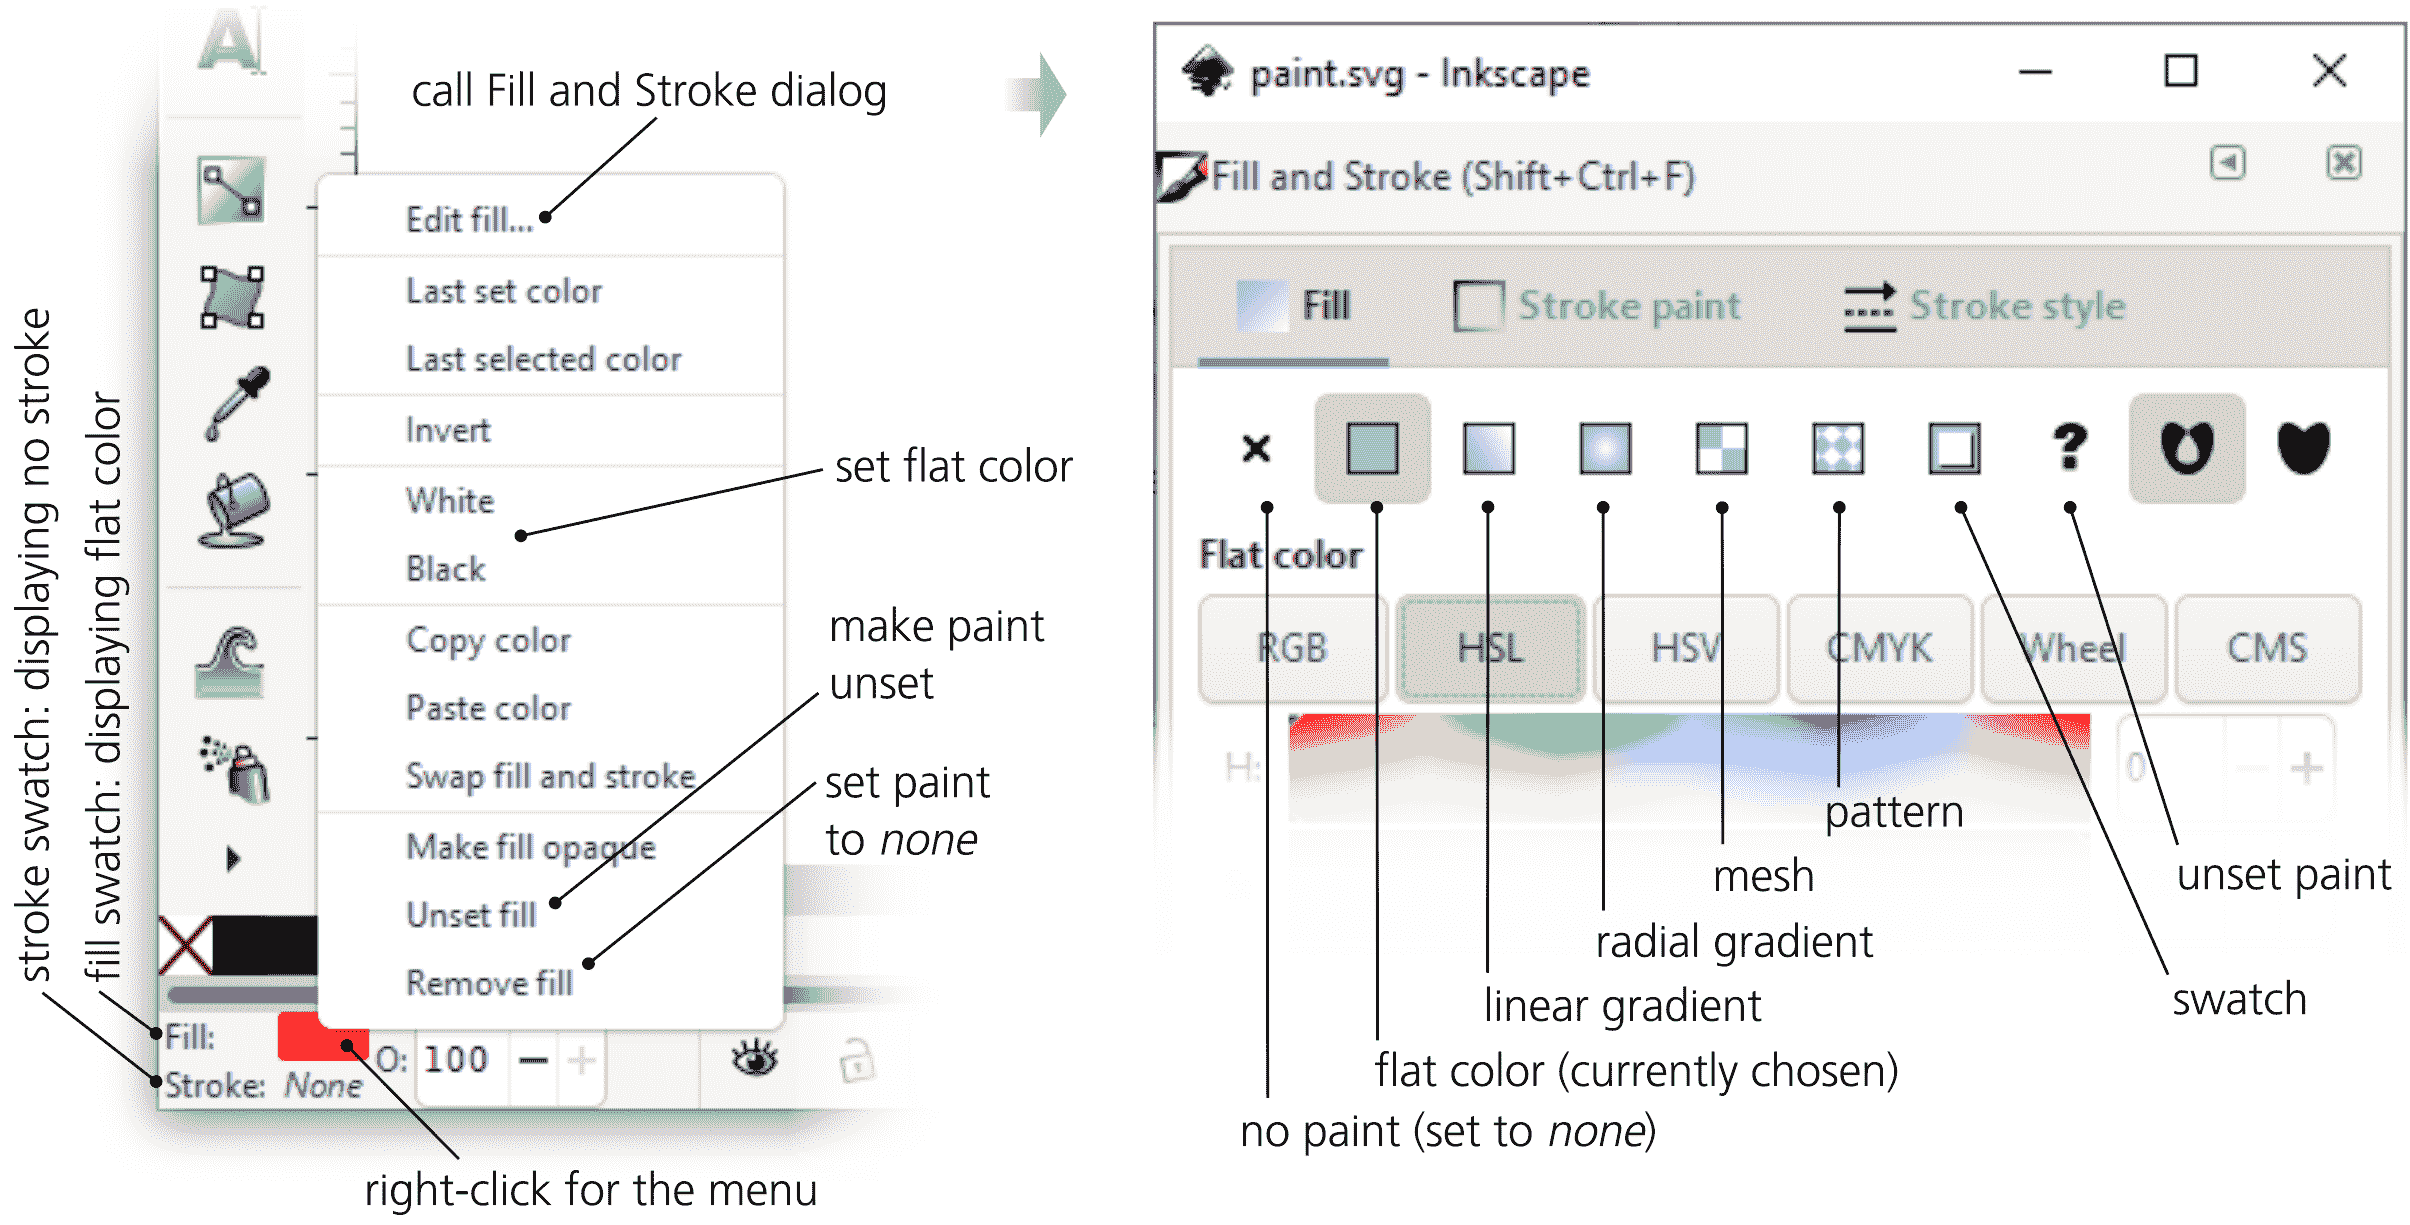 call Fill and Stroke dialog
Edit fill...
Last set color
Last selected color
Invert
White
Black
Copy color
Paste color
Swap fill and stroke
Make fill opaque
Unset fill
Remove fill
set flat color
make paint
unset
set paint
to none
stroke swatch: displaying no stroke
fill swatch: displaying flat color
Fill:
Stroke: None
O: 100
right-click for the menu
paint.svg - Inkscape
Fill and Stroke (Shift+Ctrl+F)
Fill
Stroke paint
Stroke style
Flat color
RGB
HSL
HSV
CMYK
Wheel
CMS
H:
0
pattern
mesh
unset paint
radial gradient
swatch
linear gradient
flat color (currently chosen)
no paint (set to none)